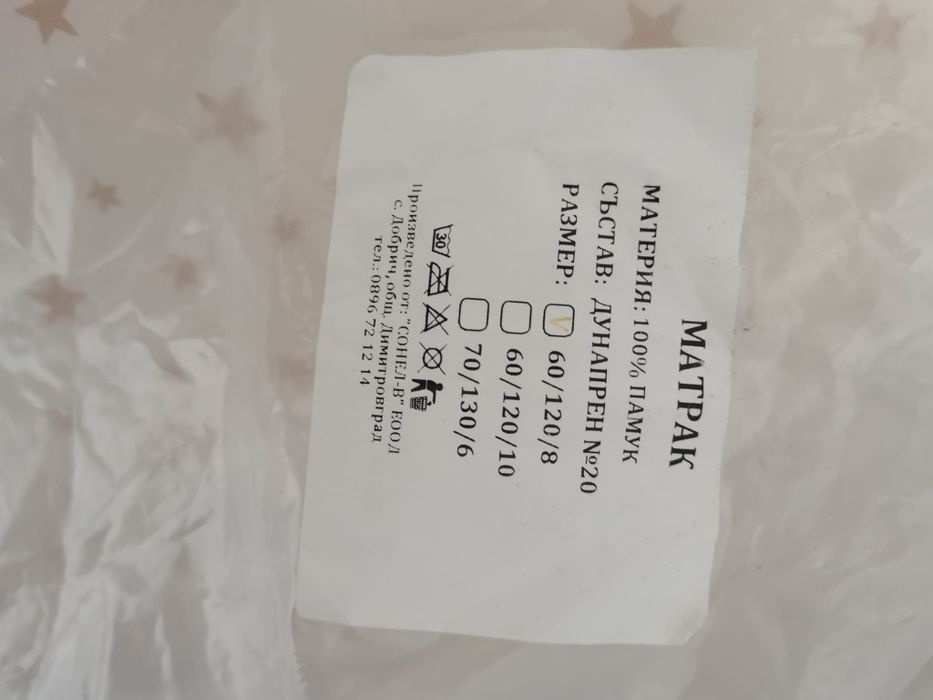 МАТРАК
МАТЕРИЯ: 100% ПАМУК
СЪСТАВ: ДУНАПРЕН №20
РАЗМЕР: V 60/120/8
60/120/10
70/130/6
30
Произведено от: "СОНЕЛ-В" ЕООД
с. Добрич, общ. Димитровград
тел.: 0896 72 12 14